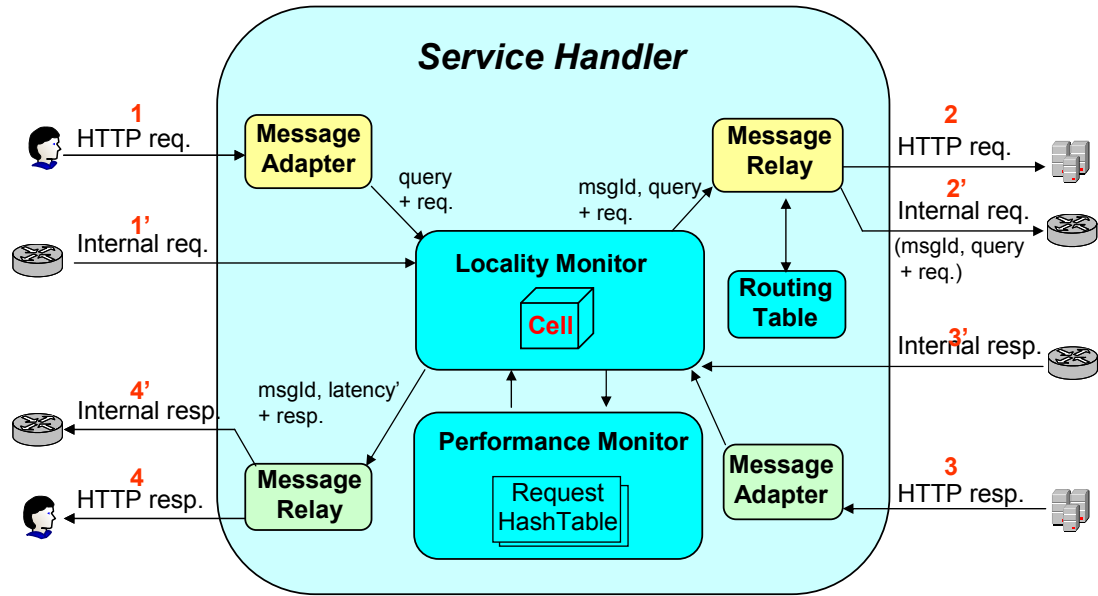 Service Handler
1
HTTP req.
Message
Adapter
query
+ req.
1’
Internal req.
msgId, query
+ req.
Message
Relay
2
HTTP req.
2’
Internal req.
(msgId, query
+ req.)
Locality Monitor
Cell
Routing
Table
3’
Internal resp.
msgId, latency’
+ resp.
4’
Internal resp.
4
HTTP resp.
Message
Relay
Performance Monitor
Request
HashTable
Message
Adapter
3
HTTP resp.